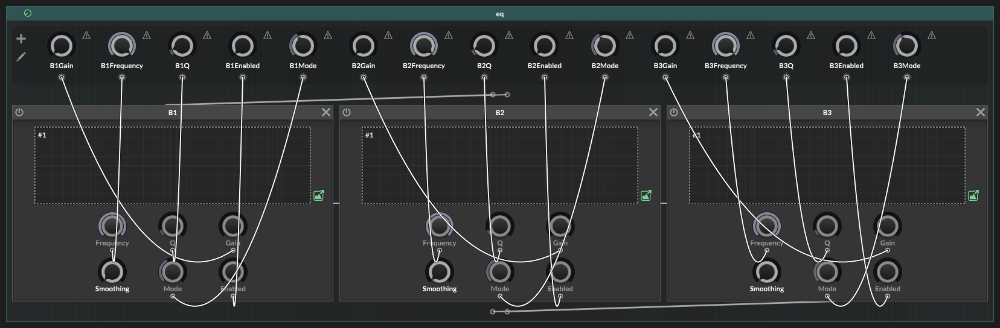 eq
B1Gain B1Frequency B1Q B1Enabled B1Mode B2Gain B2Frequency B2Q B2Enabled B2Mode B3Gain B3Frequency B3Q B3Enabled B3Mode
B1 B2 B3
#1 #1 #1
Frequency Q Gain Frequency Q Gain Frequency Q Gain
Smoothing Mode Enabled Smoothing Mode Enabled Smoothing Mode Enabled